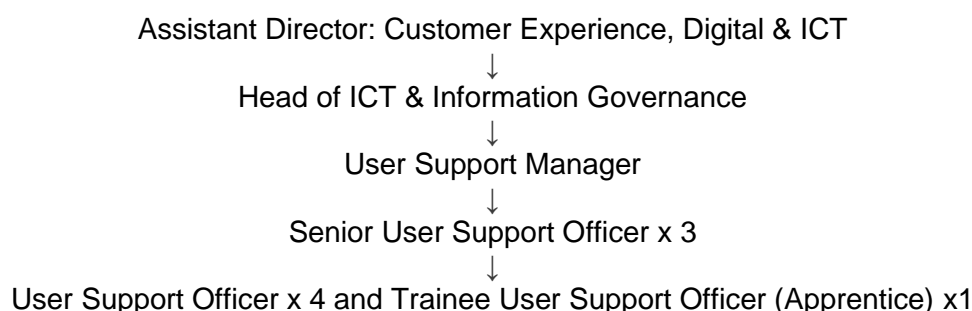 Assistant Director: Customer Experience, Digital & ICT
↓
Head of ICT & Information Governance
↓
User Support Manager
↓
Senior User Support Officer x 3
↓
User Support Officer x 4 and Trainee User Support Officer (Apprentice) x1